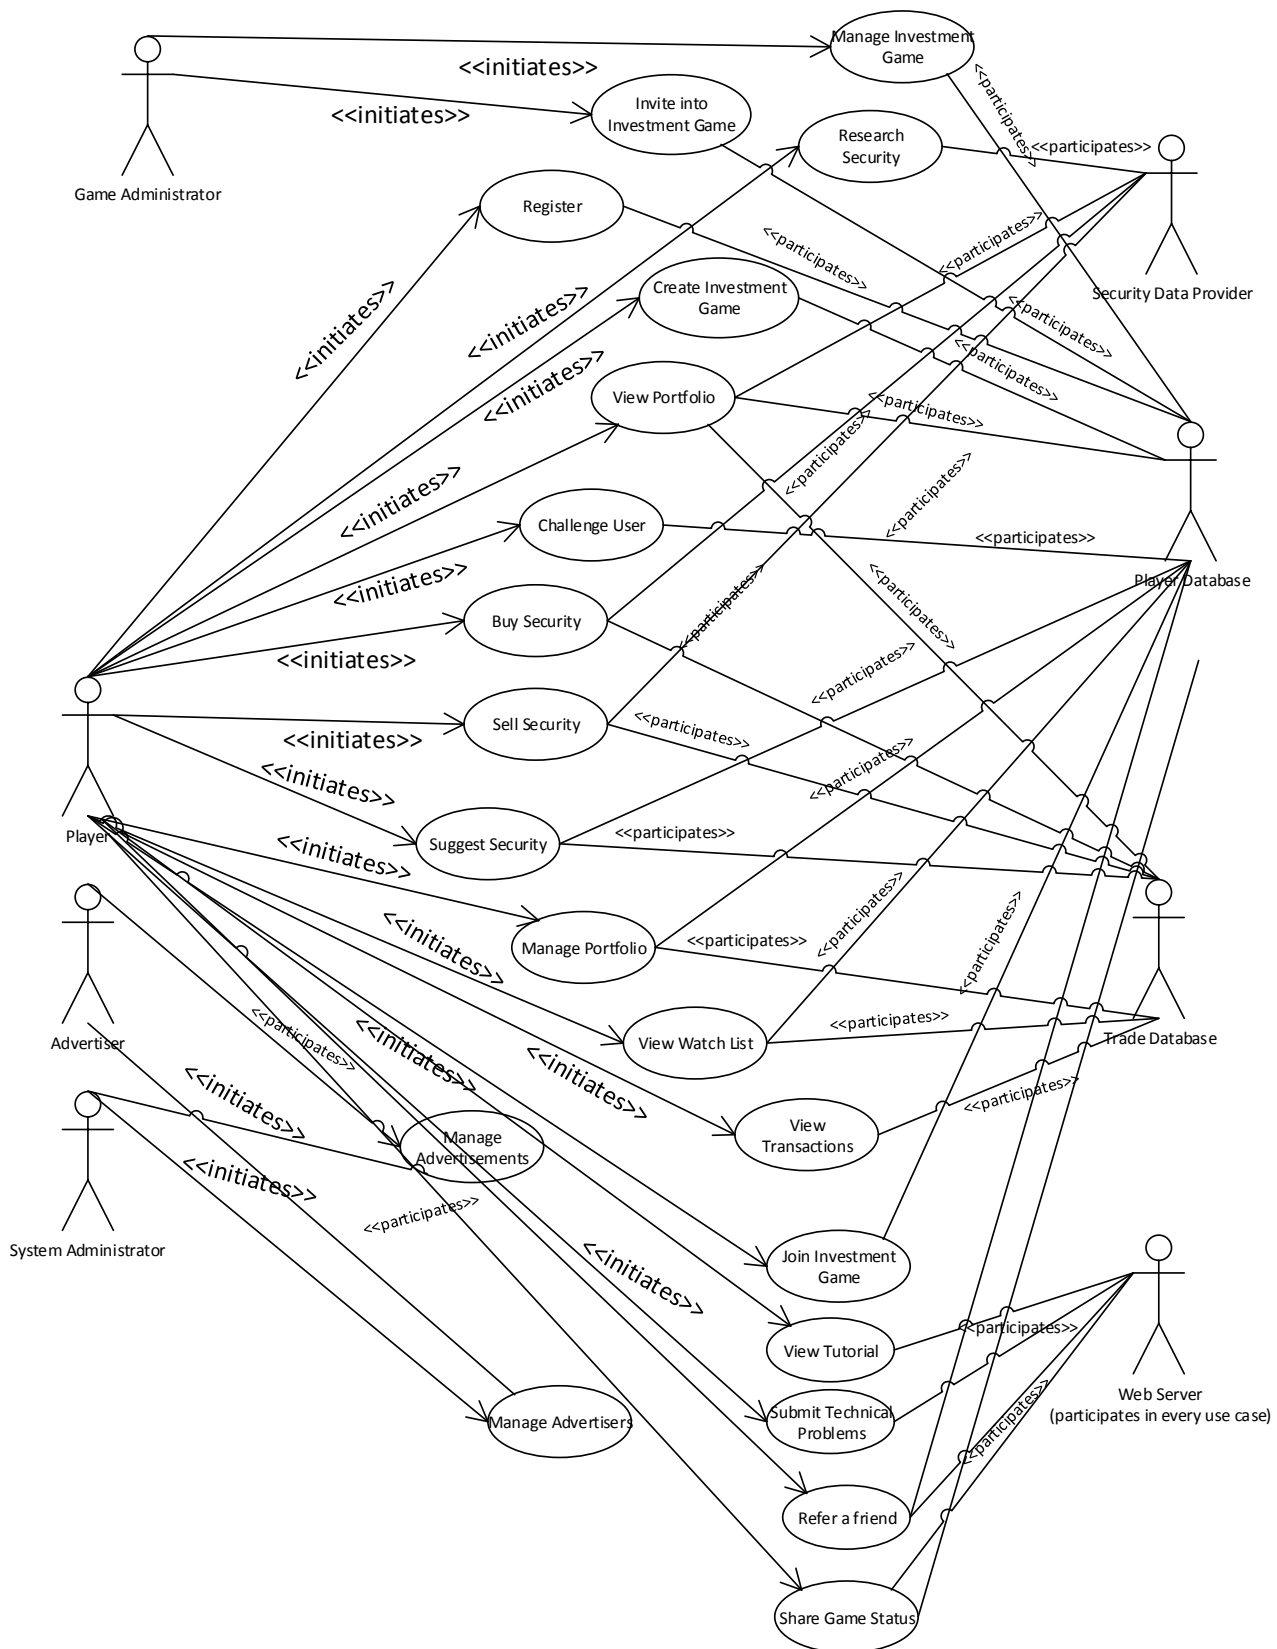 Manage Investment
Game
<<initiates>>
<<participates>>
Invite into
Investment Game
<<initiates>>
Research
Security
<<participates>>
Game Administrator
Register
<<participates>>
<<participates>>
Security Data Provider
Create Investment
Game
<<initiates>>
<<initiates>>
<<participates>>
<<participates>>
<<initiates>>
View Portfolio
<<participates>>
<<initiates>>
<<participates>>
<<participates>>
Challenge User
<<participates>>
Player Database
<<initiates>>
<<participates>>
<<participates>>
Buy Security
<<initiates>>
<<participates>>
Sell Security
<<participates>>
<<initiates>>
<<initiates>>
<<participates>>
Player
Suggest Security
<<participates>>
<<initiates>>
<<participates>>
<<initiates>>
Manage Portfolio
<<participates>>
<<participates>>
Advertiser
<<participates>>
View Watch List
<<participates>>
Trade Database
<<initiates>>
<<initiates>>
<<initiates>>
<<participates>>
View
Transactions
Manage
Advertisements
<<initiates>>
<<participates>>
System Administrator
Join Investment
Game
<<initiates>>
View Tutorial
<<participates>>
Web Server
(participates in every use case)
Submit Technical
Problems
Manage Advertisers
<<participates>>
Refer a friend
Share Game Status